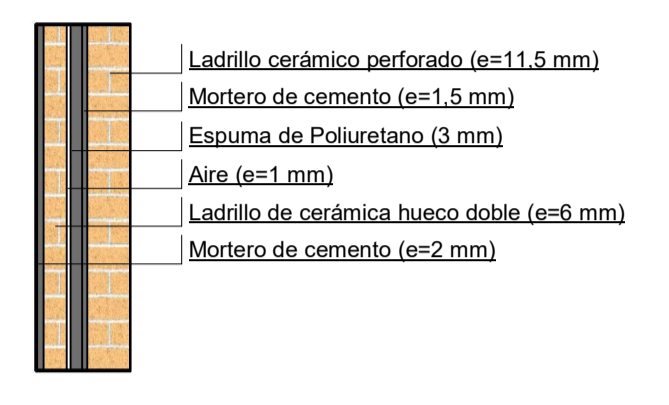 Ladrillo cerámico perforado (e=11,5 mm)
Mortero de cemento (e=1,5 mm)
Espuma de Poliuretano (3 mm)
Aire (e=1 mm)
Ladrillo de cerámica hueco doble (e=6 mm)
Mortero de cemento (e=2 mm)